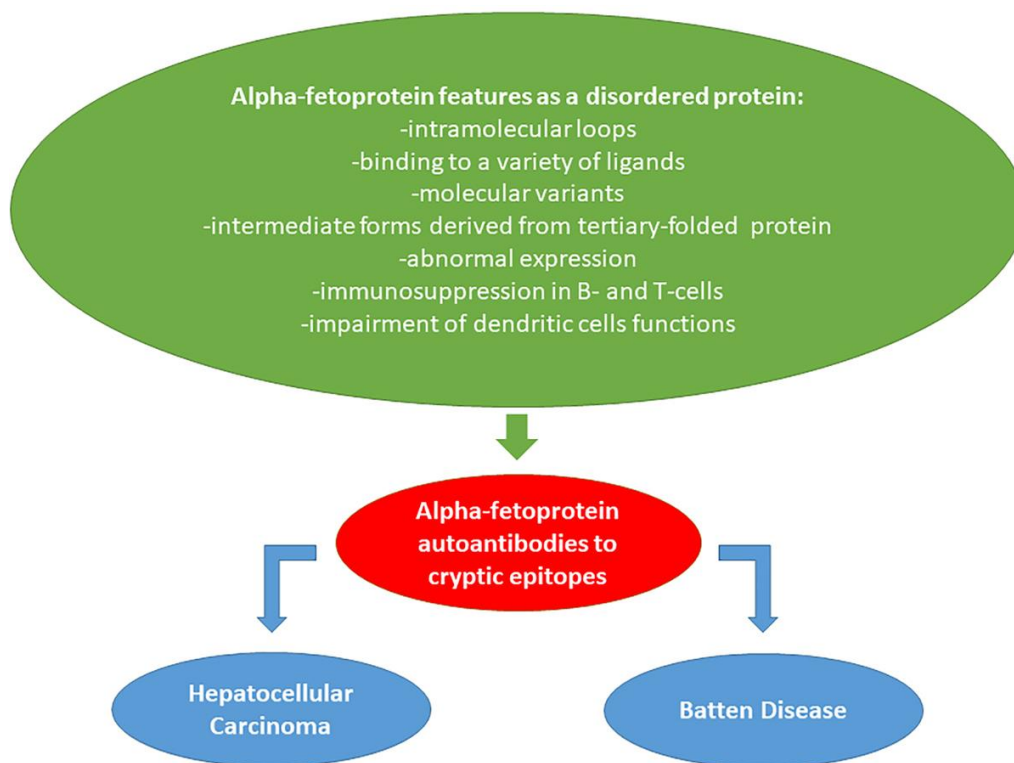 Alpha-fetoprotein features as a disordered protein:
-intramolecular loops
-binding to a variety of ligands
-molecular variants
-intermediate forms derived from tertiary-folded protein
-abnormal expression
-immunosuppression in B- and T-cells
-impairment of dendritic cells functions
Alpha-fetoprotein
autoantibodies to
cryptic epitopes
Hepatocellular
Carcinoma
Batten Disease